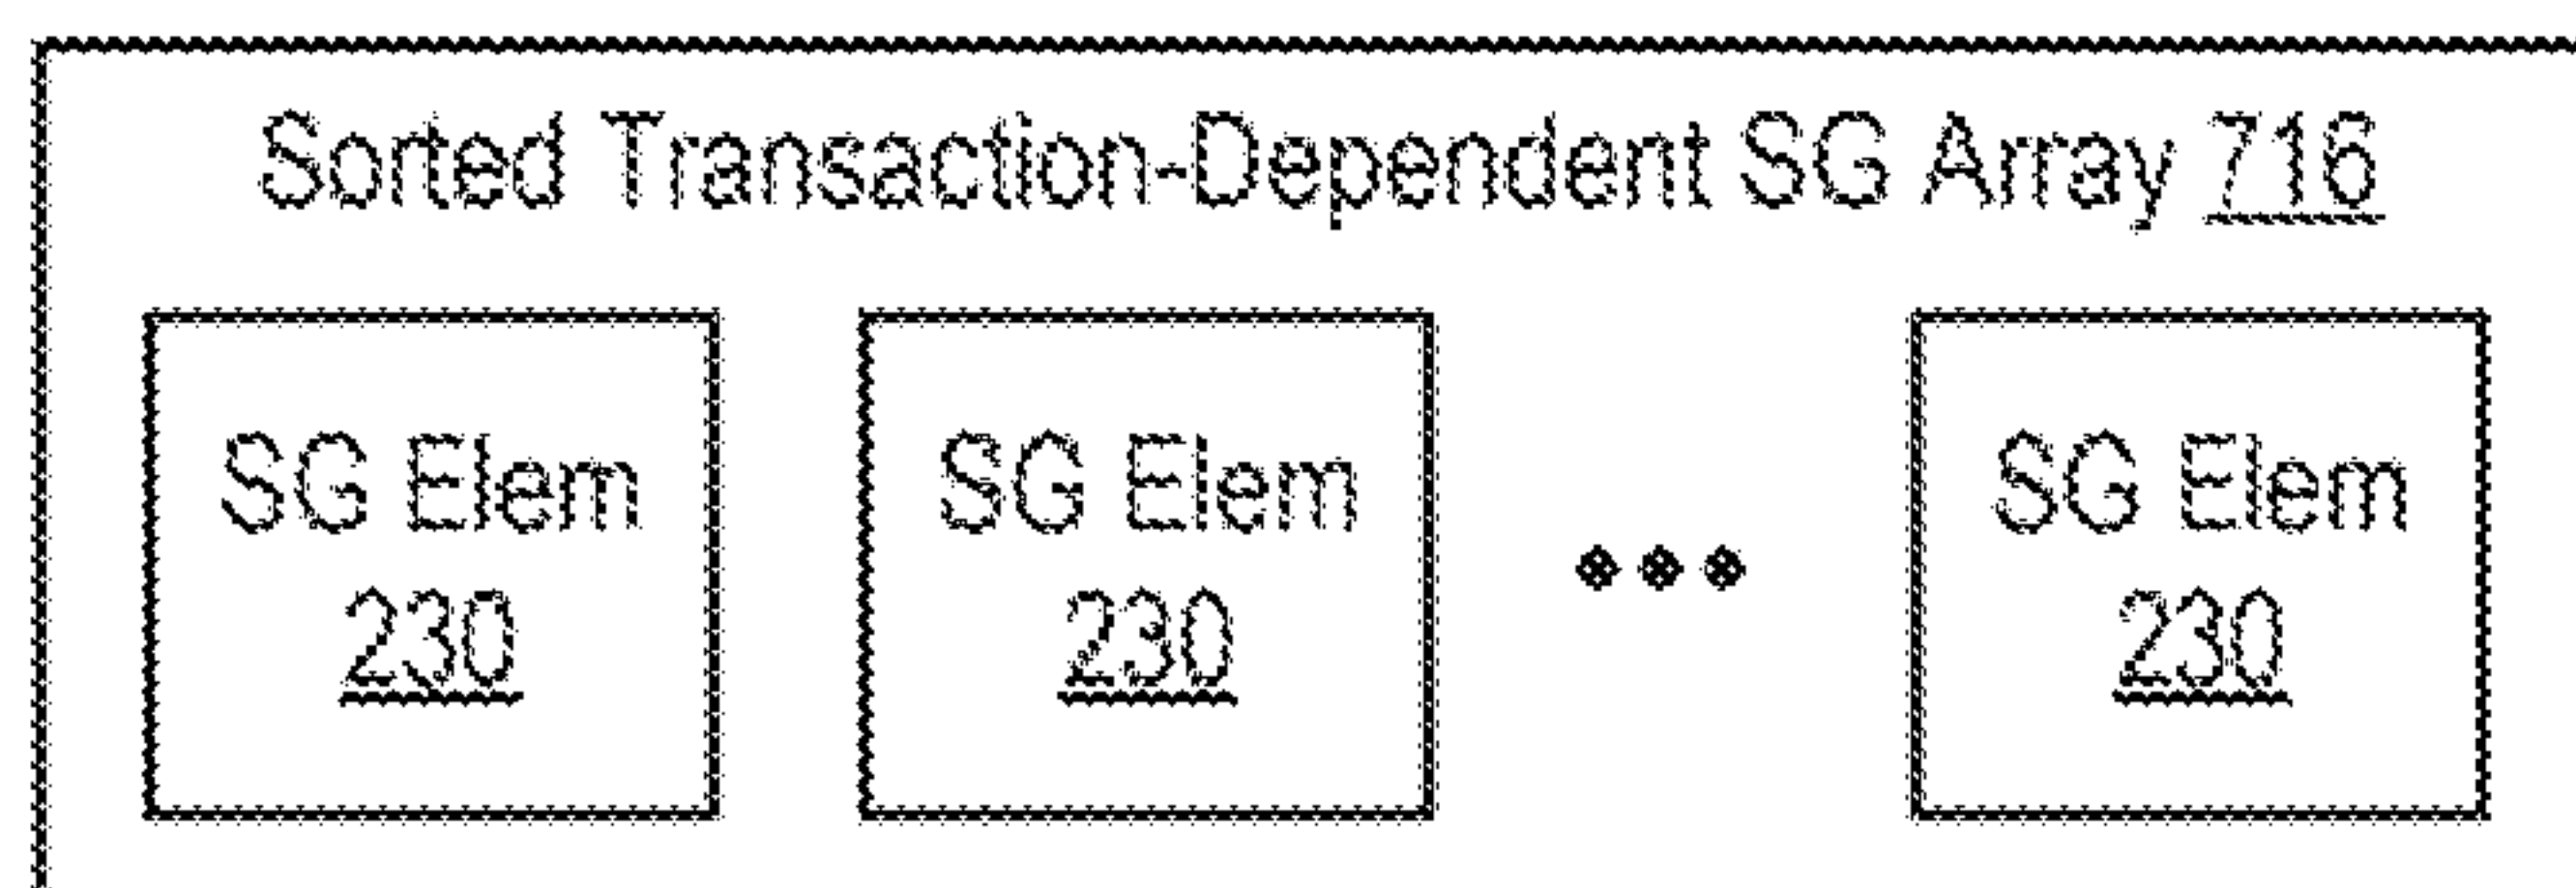 Sorted Transaction-Dependent SG Array 716
SG Elem
230
SG Elem
230
SG Elem
230